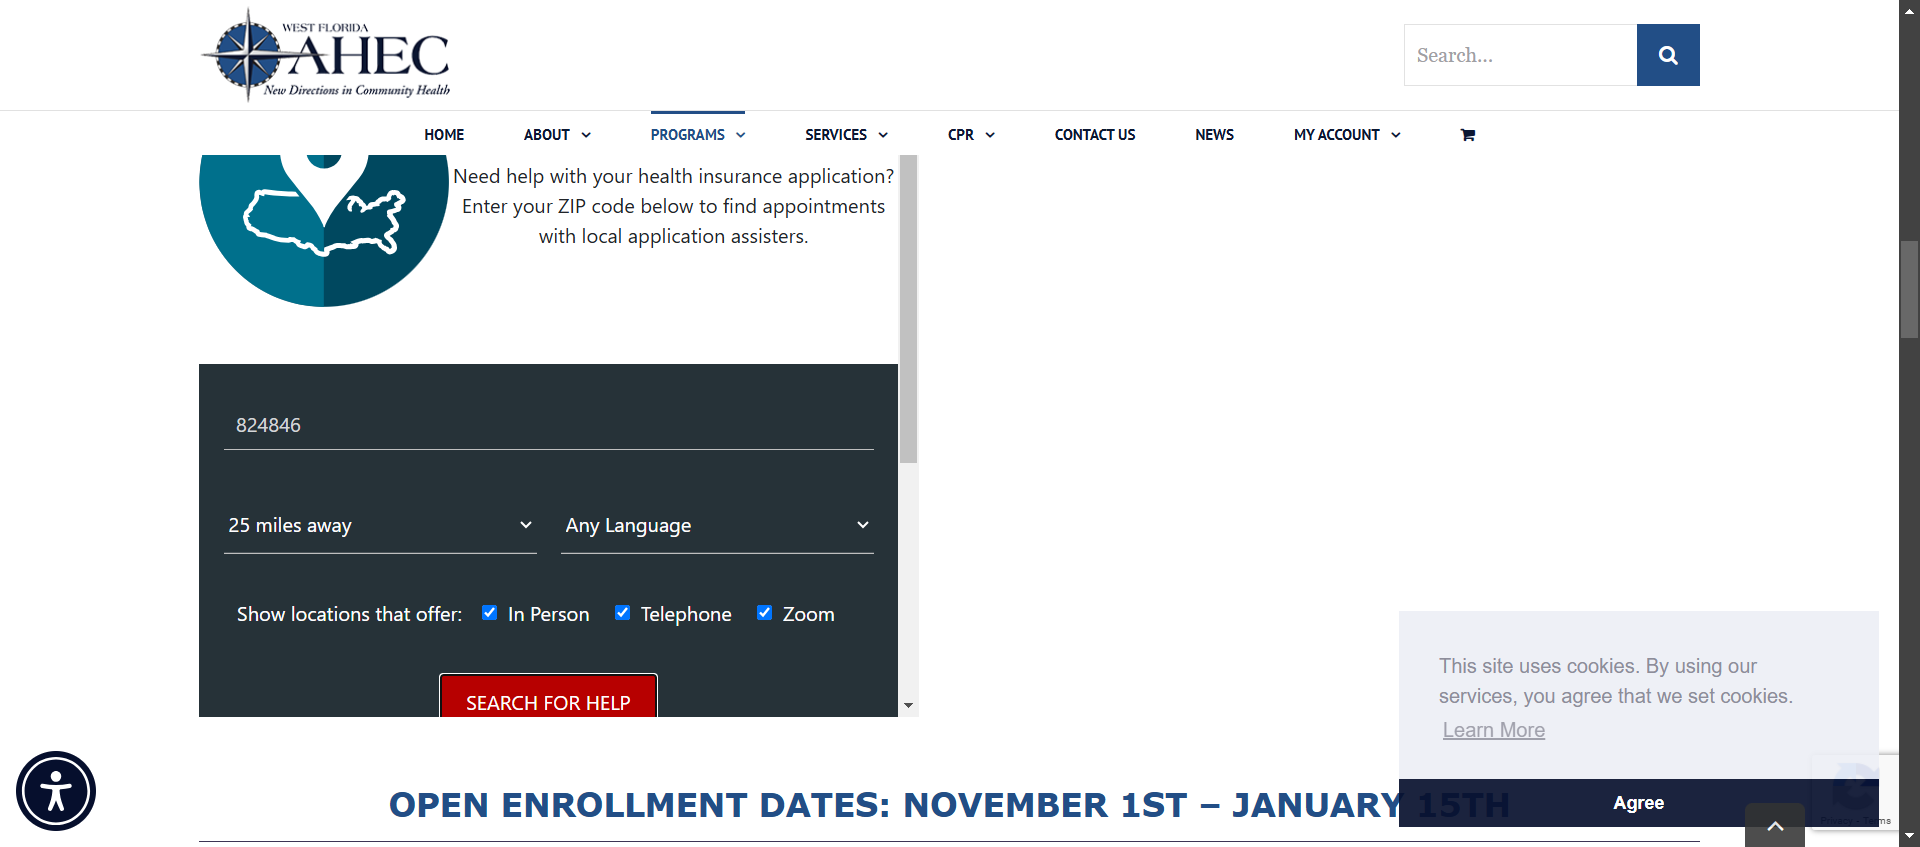 WEST FLORIDA
AHEC
New Directions in Community Health
Search...
HOME ABOUT PROGRAMS SERVICES CPR CONTACT US NEWS MY ACCOUNT
Need help with your health insurance application?
Enter your ZIP code below to find appointments
with local application assisters.
824846
25 miles away Any Language
Show locations that offer: In Person Telephone Zoom
SEARCH FOR HELP
This site uses cookies. By using our
services, you agree that we set cookies.
Learn More
Agree
OPEN ENROLLMENT DATES: NOVEMBER 1ST – JANUARY 15TH
Privacy - Terms